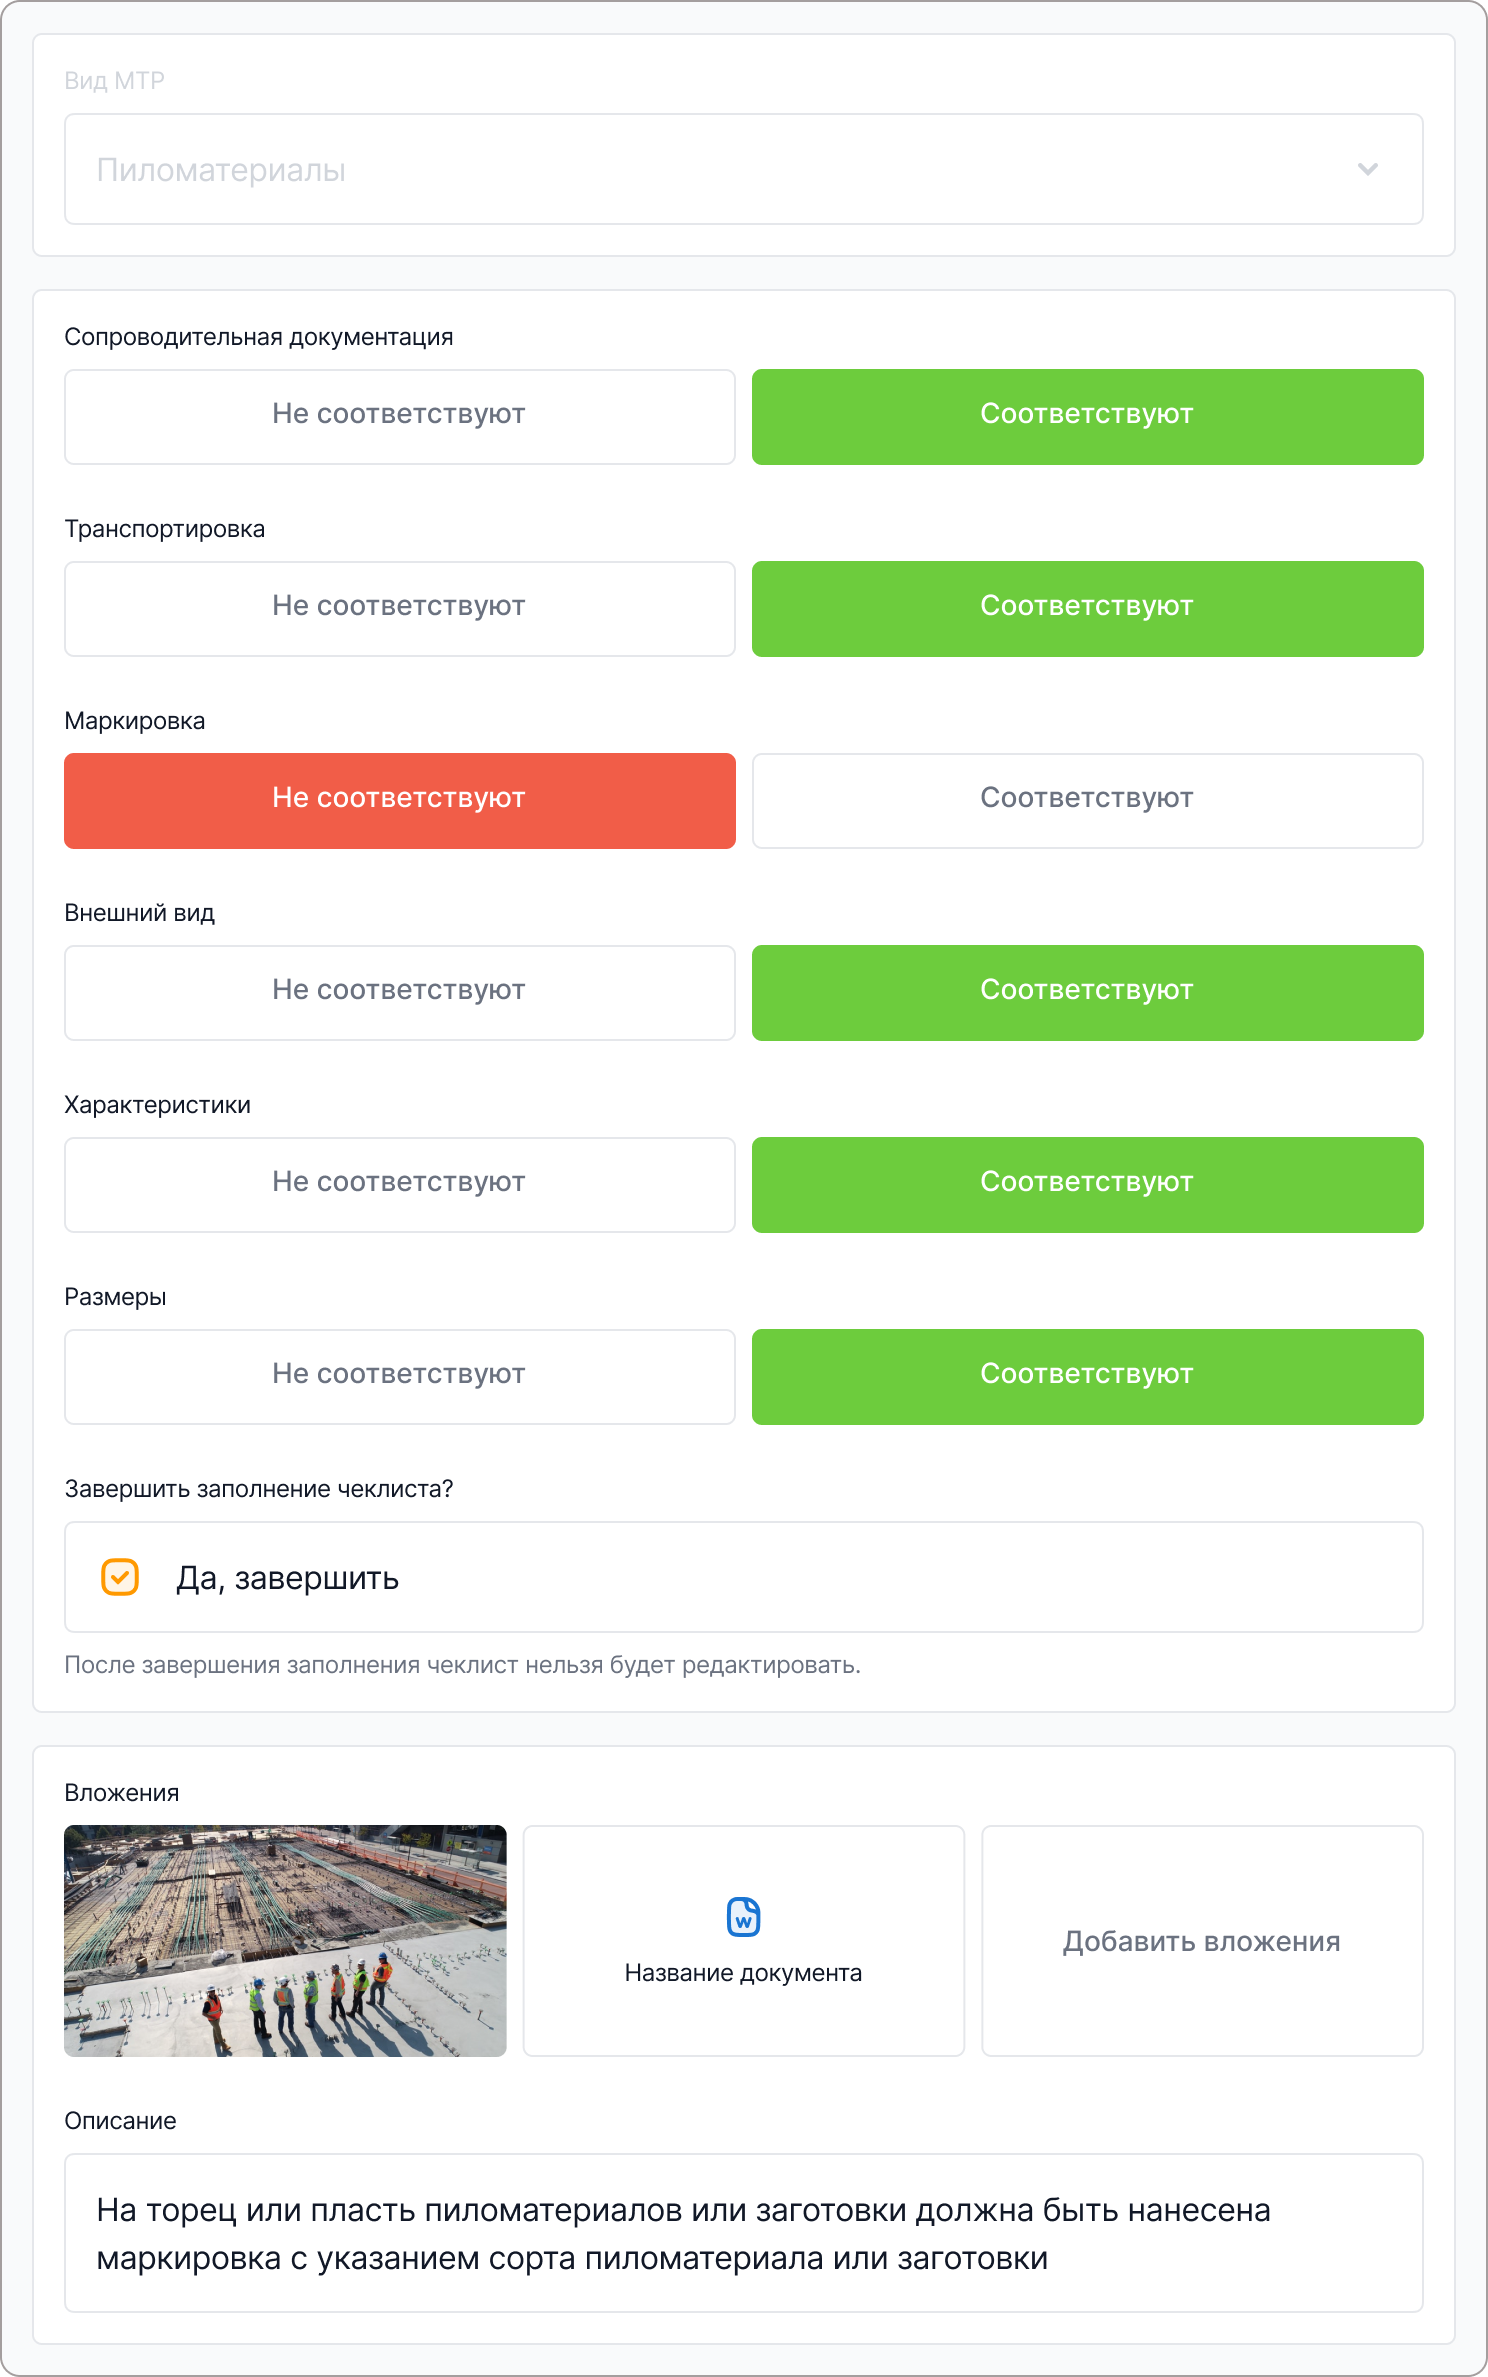 Вид МТР
Пиломатериалы
Сопроводительная документация
Не соответствуют
Соответствуют
Транспортировка
Не соответствуют
Соответствуют
Маркировка
Не соответствуют
Соответствуют
Внешний вид
Не соответствуют
Соответствуют
Характеристики
Не соответствуют
Соответствуют
Размеры
Не соответствуют
Соответствуют
Завершить заполнение чеклиста?
Да, завершить
После завершения заполнения чеклист нельзя будет редактировать.
Вложения
W
Название документа
Добавить вложения
Описание
На торец или пласть пиломатериалов или заготовки должна быть нанесена
маркировка с указанием сорта пиломатериала или заготовки